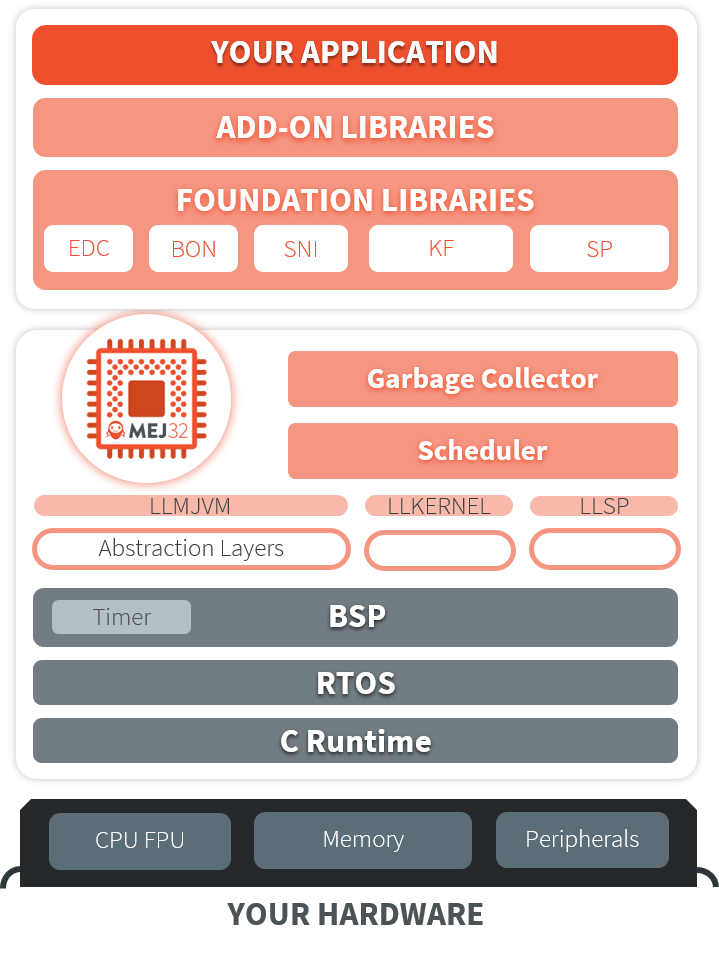 YOUR APPLICATION
ADD-ON LIBRARIES
FOUNDATION LIBRARIES
EDC BON SNI KF SP
MEJ32
Garbage Collector
Scheduler
LLMJVM LLKERNEL LLSP
Abstraction Layers
Timer BSP
RTOS
C Runtime
CPU FPU Memory Peripherals
YOUR HARDWARE